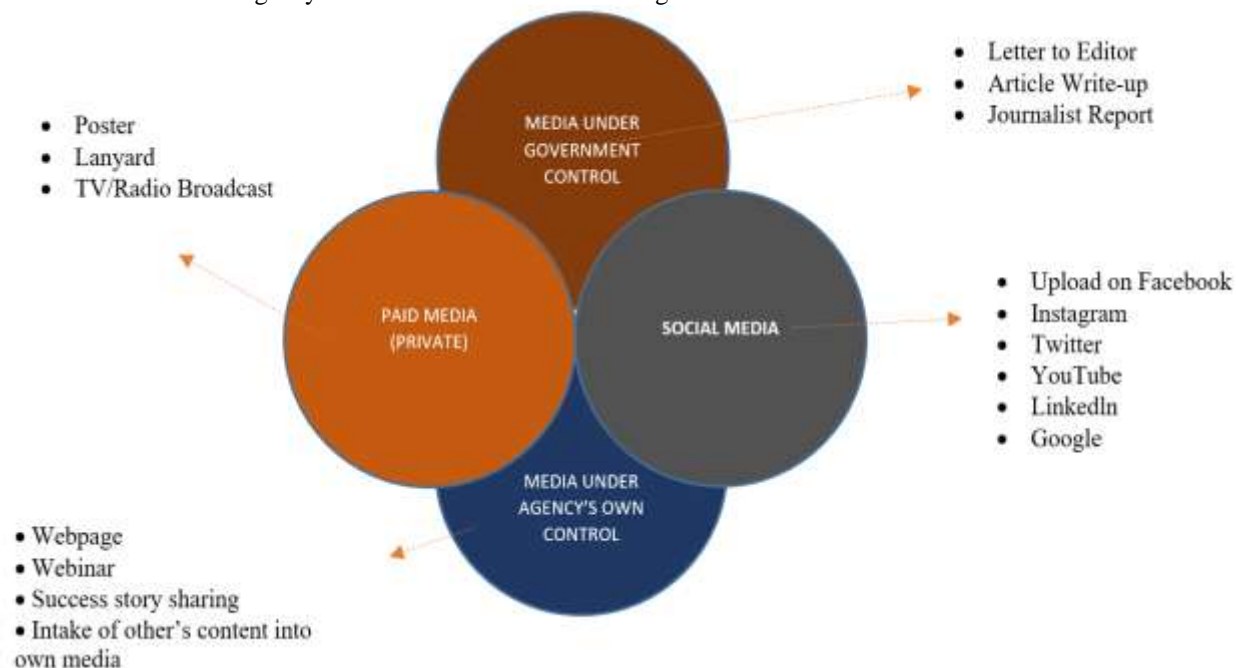 MEDIA UNDER
GOVERNMENT
CONTROL
• Letter to Editor
• Article Write-up
• Journalist Report
• Poster
• Lanyard
• TV/Radio Broadcast
PAID MEDIA
(PRIVATE)
SOCIAL MEDIA
• Upload on Facebook
• Instagram
• Twitter
• YouTube
• LinkedIn
• Google
MEDIA UNDER
AGENCY'S OWN
CONTROL
• Webpage
• Webinar
• Success story sharing
• Intake of other's content into
own media